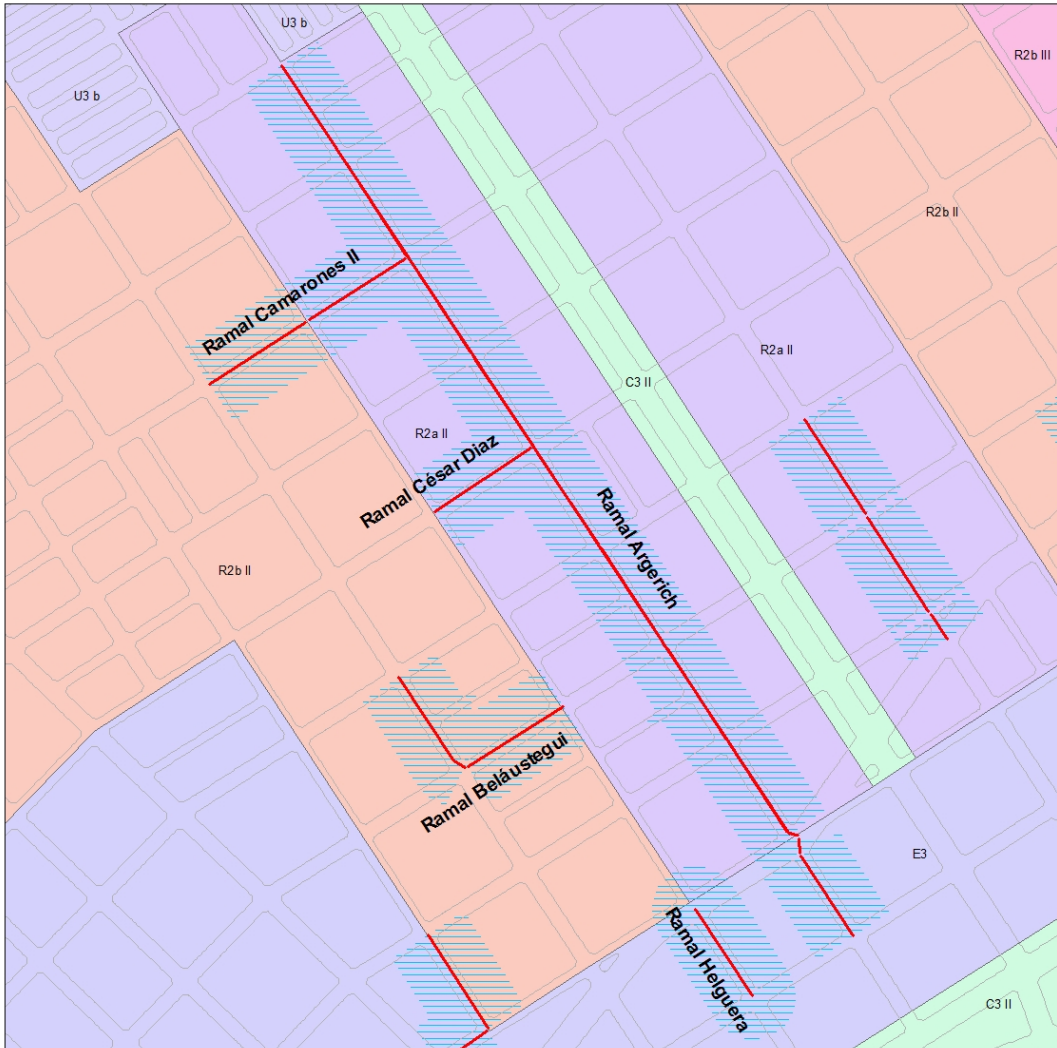 U3 b
R2b III
U3 b
R2b II
Ramal Camarones II
R2a II
C3 II
R2a II
Ramal César Diaz
Ramal Argerich
R2b II
Ramal Beláustegui
E3
Ramal Helguera
C3 II